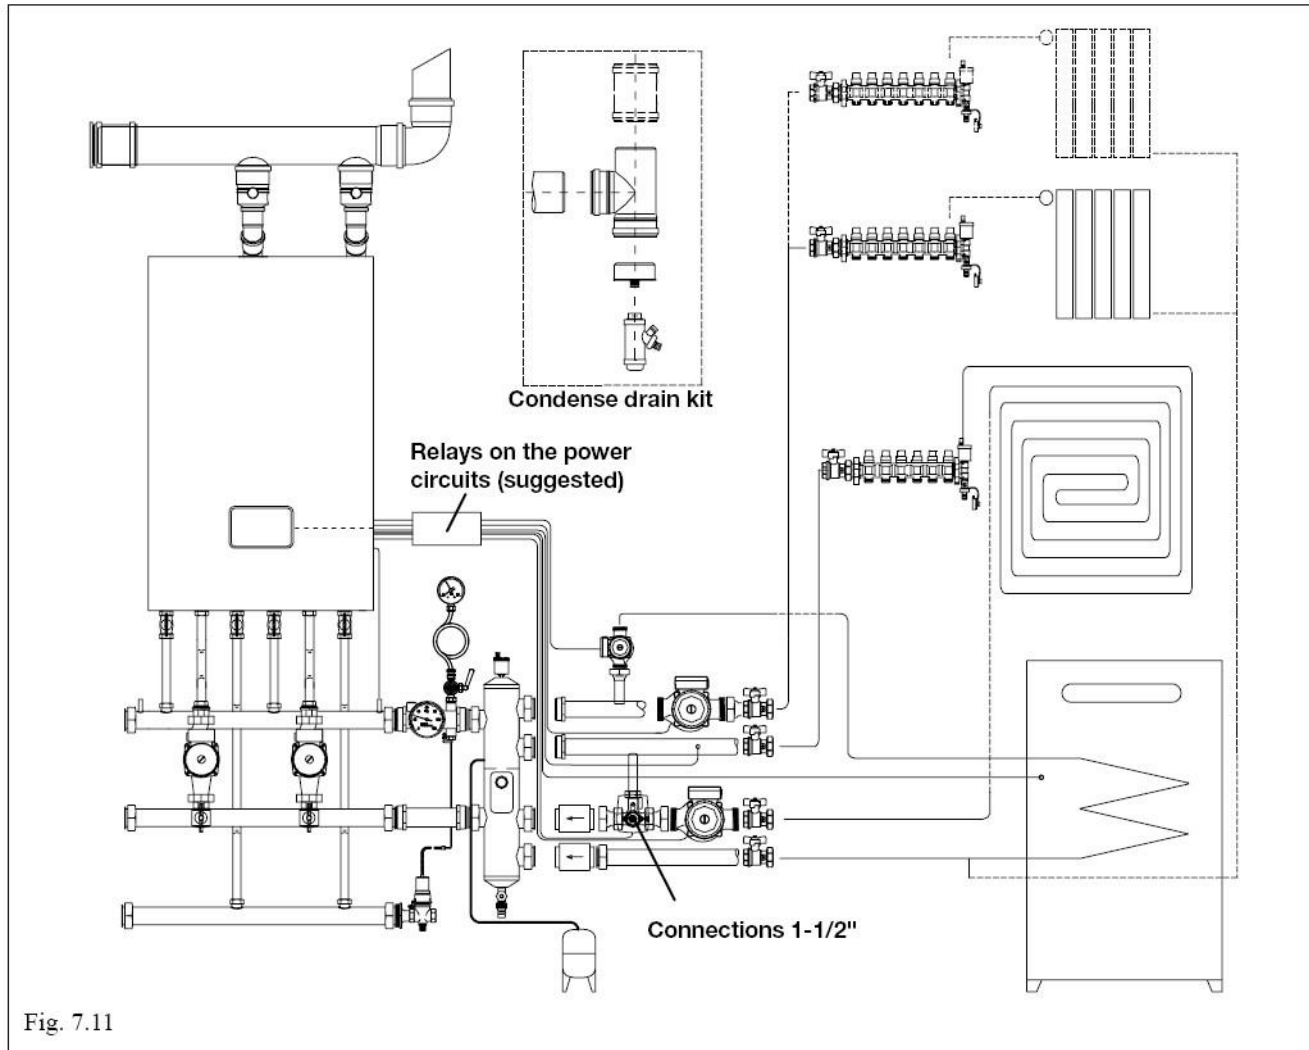 Condense drain kit
Relays on the power
circuits (suggested)
Connections 1-1/2"
Fig. 7.11